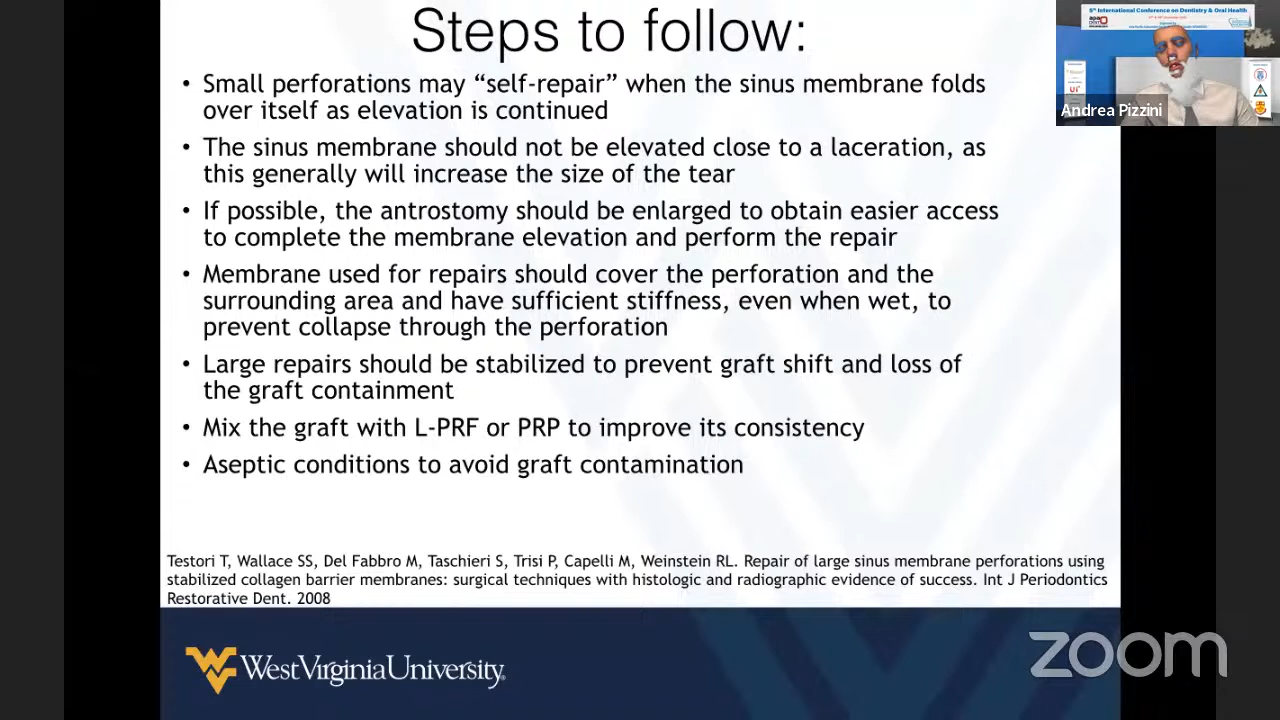 Steps to follow:
• Small perforations may “self-repair” when the sinus membrane folds
over itself as elevation is continued
• The sinus membrane should not be elevated close to a laceration, as
this generally will increase the size of the tear
• If possible, the antrostomy should be enlarged to obtain easier access
to complete the membrane elevation and perform the repair
• Membrane used for repairs should cover the perforation and the
surrounding area and have sufficient stiffness, even when wet, to
prevent collapse through the perforation
• Large repairs should be stabilized to prevent graft shift and loss of
the graft containment
• Mix the graft with L-PRF or PRP to improve its consistency
• Aseptic conditions to avoid graft contamination
Testori T, Wallace SS, Del Fabbro M, Taschieri S, Trisi P, Capelli M, Weinstein RL. Repair of large sinus membrane perforations using
stabilized collagen barrier membranes: surgical techniques with histologic and radiographic evidence of success. Int J Periodontics
Restorative Dent. 2008
WestVirginiaUniversity.
zoom
International Conference on Dentistry & Oral Health
Andrea Pizzini